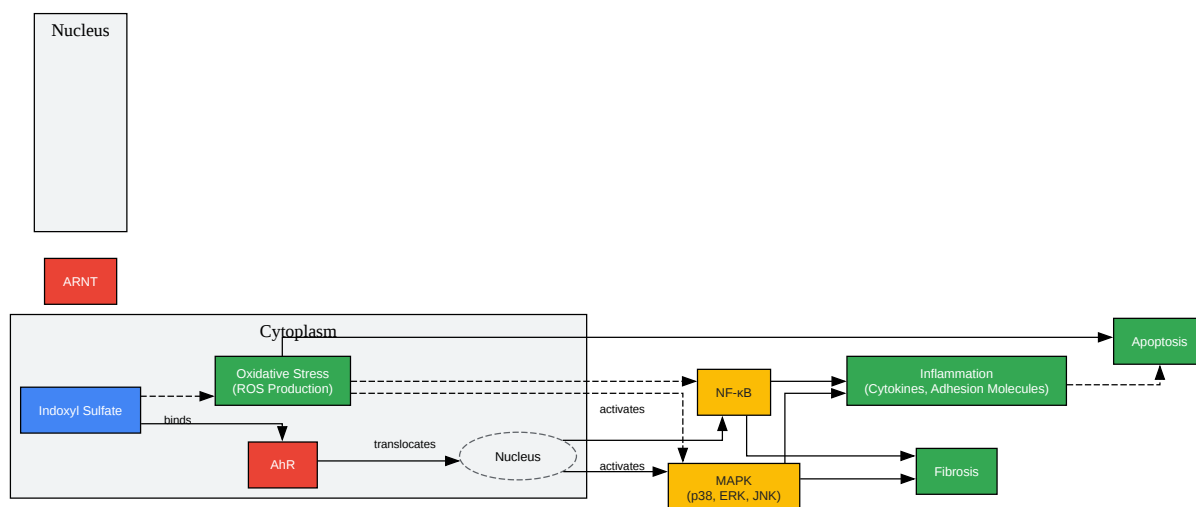 Nucleus
ARNT
Cytoplasm
Oxidative Stress
(ROS Production)
Indoxyl Sulfate
binds
AhR
translocates
Nucleus
activates
activates
NF-κB
MAPK
(p38, ERK, JNK)
Inflammation
(Cytokines, Adhesion Molecules)
Fibrosis
Apoptosis